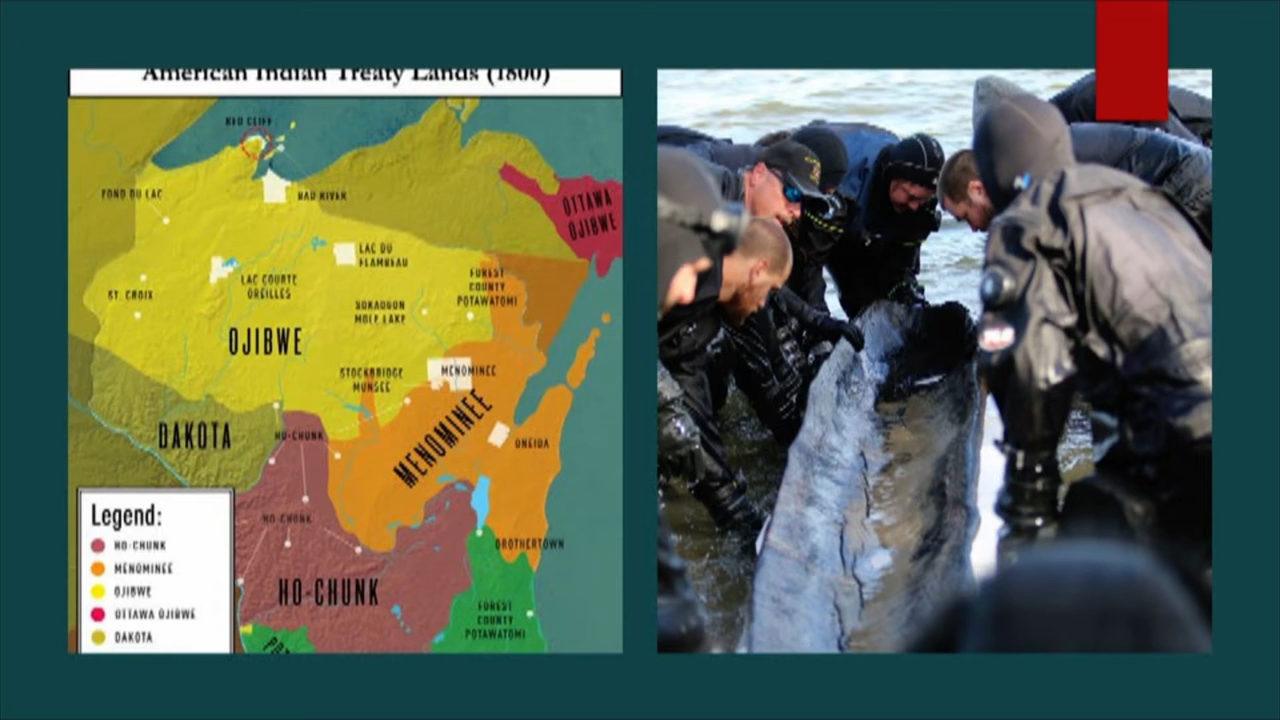 American Indian Treaty Lands (1800)
RED CLIFF
FOND DU LAC
BAD RIVER
OTTAWA
OJIBWE
LAC DU
FLAMBEAU
LAC COURTE
OREILLES
FOREST
COUNTY
POTAWATOMI
ST. CROIX
SOKAOGON
MOLE LAKE
OJIBWE
STOCKBRIDGE
MUNSEE
MENOMINEE
MENOMINEE
DAKOTA
HO-CHUNK
ONEIDA
Legend:
HO-CHUNK
MENOMINEE
OJIBWE
OTTAWA OJIBWE
DAKOTA
HO-CHUNK
BROTHERTOWN
HO-CHUNK
FOREST
COUNTY
POTAWATOMI